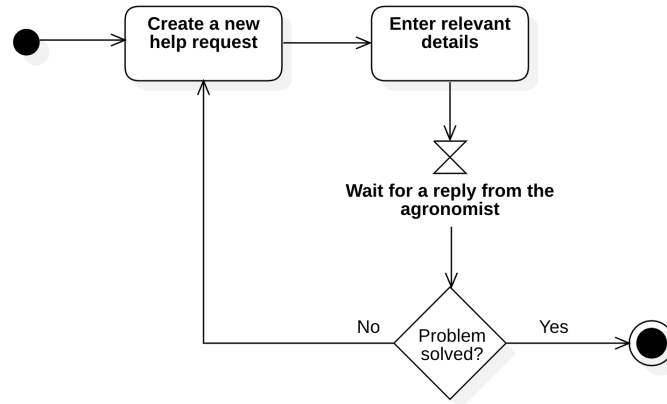 Create a new
help request
Enter relevant
details
Wait for a reply from the
agronomist
No
Problem
solved?
Yes